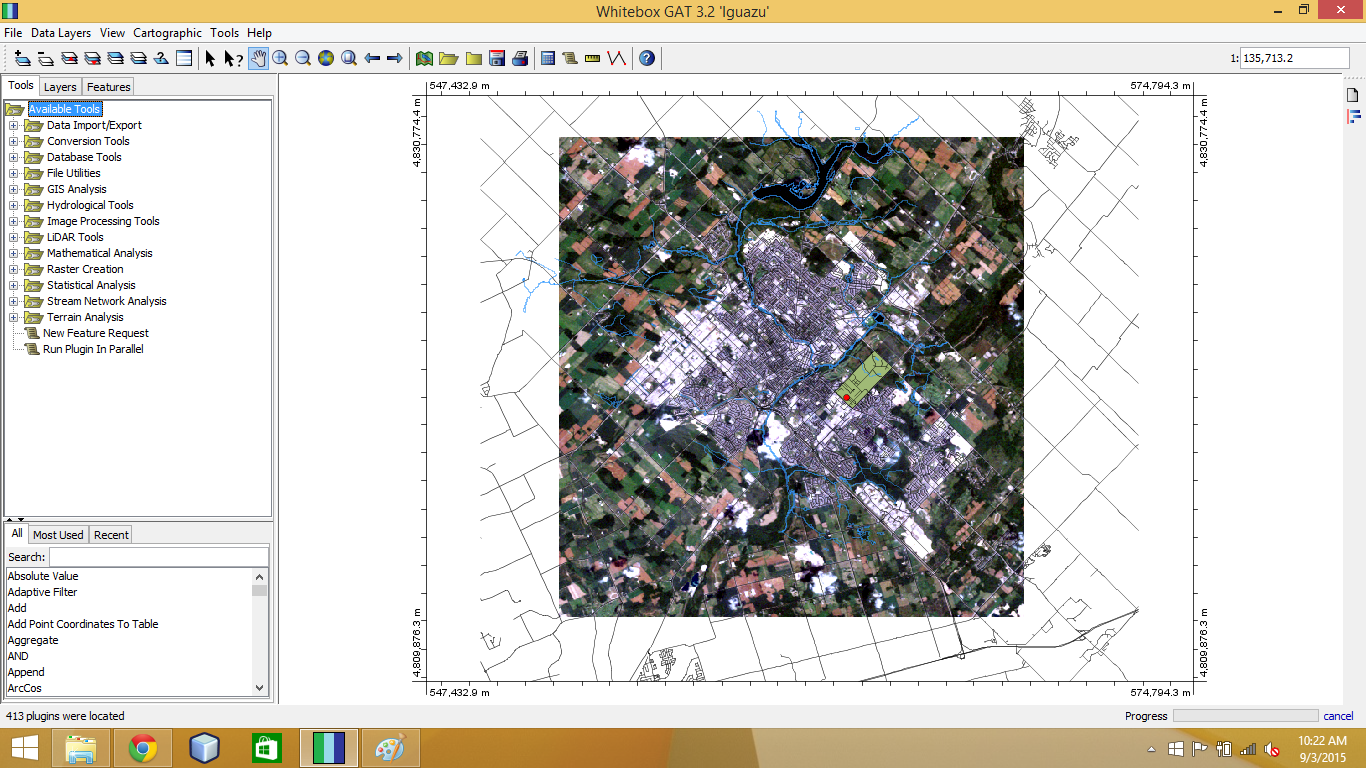 Whitebox GAT 3.2 'Iguazu'
File Data Layers View Cartographic Tools Help
1: 135,713.2
Tools Layers Features
Available Tools
Data Import/Export
Conversion Tools
Database Tools
File Utilities
GIS Analysis
Hydrological Tools
Image Processing Tools
LiDAR Tools
Mathematical Analysis
Raster Creation
Statistical Analysis
Stream Network Analysis
Terrain Analysis
New Feature Request
Run Plugin In Parallel
All Most Used Recent
Search:
Absolute Value
Adaptive Filter
Add
Add Point Coordinates To Table
Aggregate
AND
Append
ArcCos
547,432.9 m
574,794.3 m
4,830,774.4 m
4,830,774.4 m
4,809,876.3 m
4,809,876.3 m
547,432.9 m
574,794.3 m
413 plugins were located
Progress
cancel
10:22 AM
9/3/2015